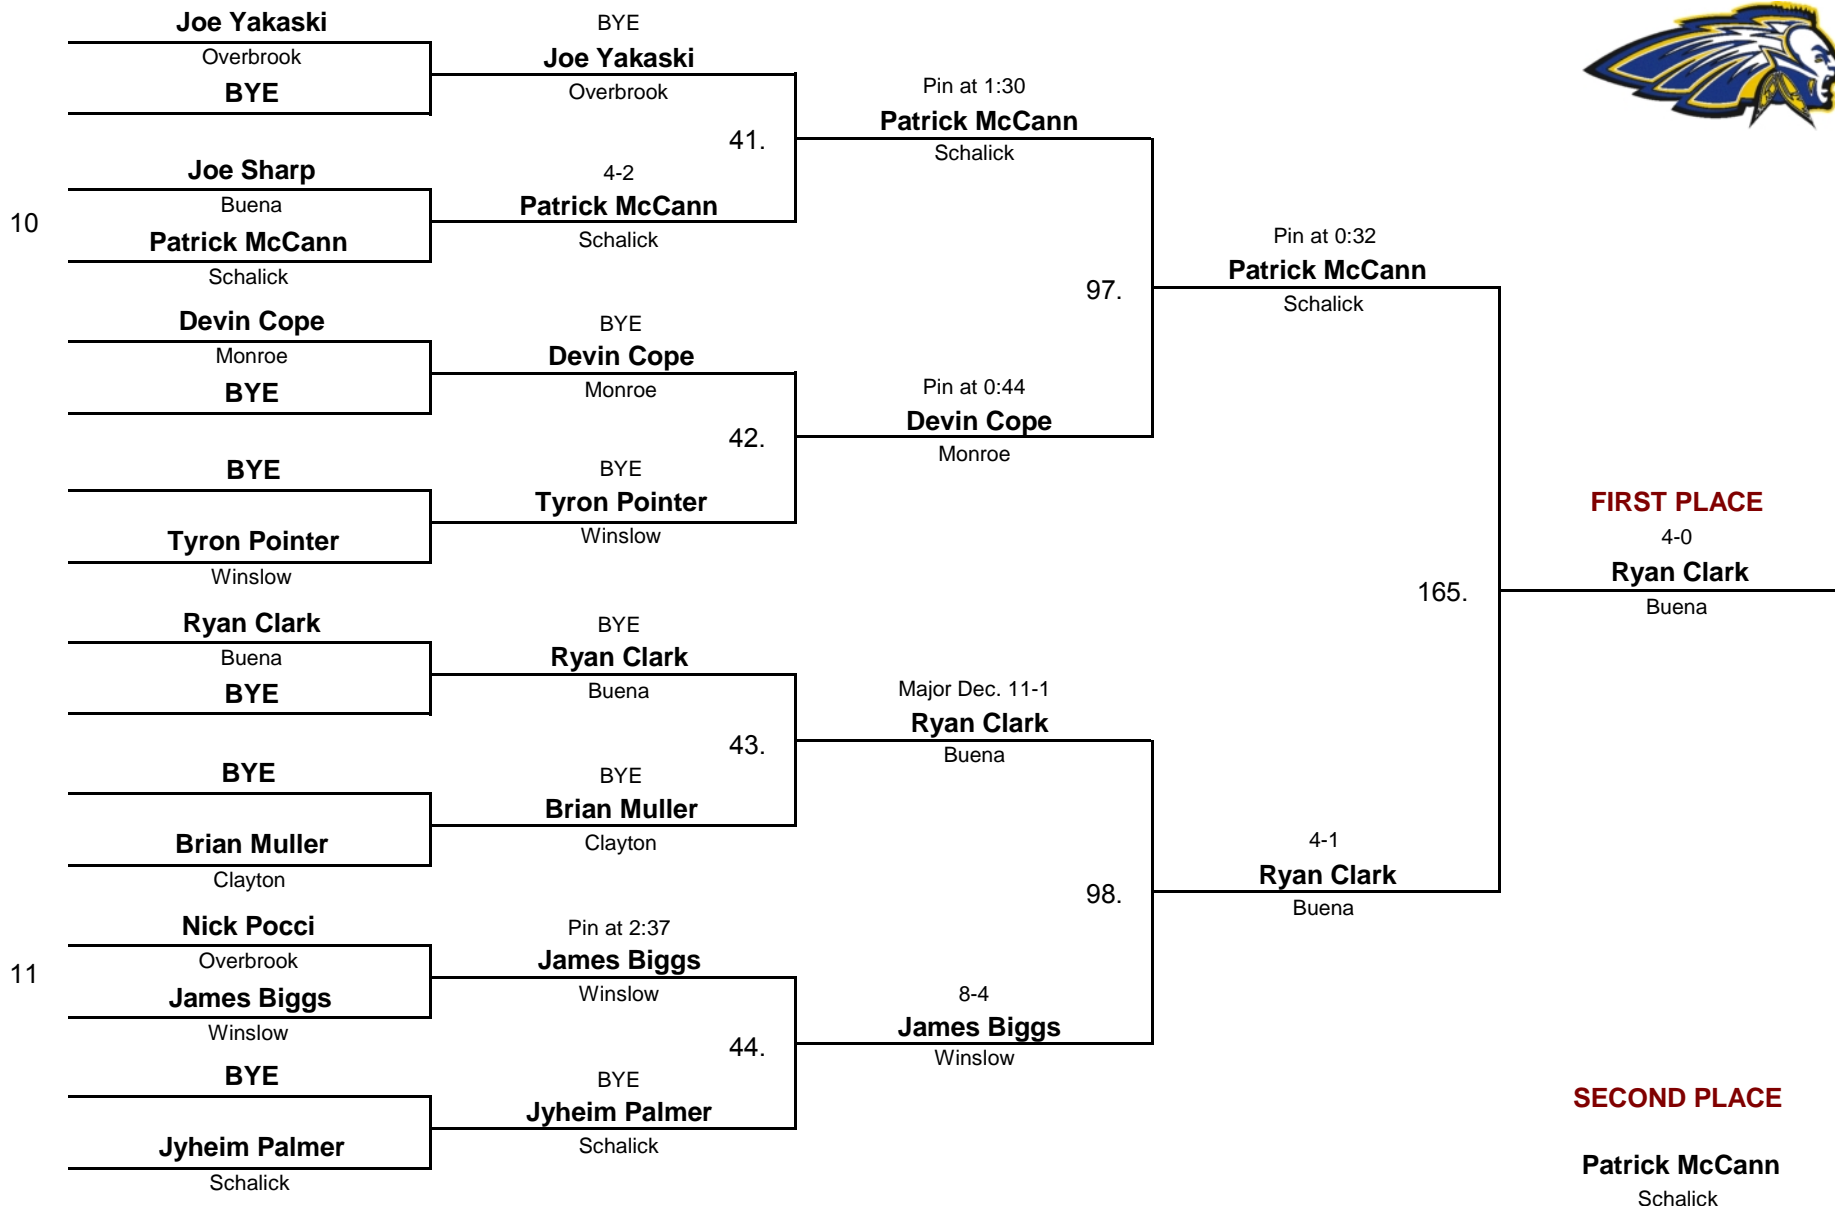 Joe Yakaski
Overbrook
BYE
10
Joe Sharp
Buena
Patrick McCann
Schalick
Devin Cope
Monroe
BYE
BYE
Tyron Pointer
Winslow
Ryan Clark
Buena
BYE
BYE
Brian Muller
Clayton
11
Nick Pocci
Overbrook
James Biggs
Winslow
BYE
Jyheim Palmer
Schalick
BYE
Joe Yakaski
Overbrook
41.
4-2
Patrick McCann
Schalick
BYE
Devin Cope
Monroe
42.
BYE
Tyron Pointer
Winslow
BYE
Ryan Clark
Buena
43.
BYE
Brian Muller
Clayton
Pin at 2:37
James Biggs
Winslow
44.
BYE
Jyheim Palmer
Schalick
Pin at 1:30
Patrick McCann
Schalick
97.
Pin at 0:44
Devin Cope
Monroe
Major Dec. 11-1
Ryan Clark
Buena
98.
8-4
James Biggs
Winslow
Pin at 0:32
Patrick McCann
Schalick
165.
4-1
Ryan Clark
Buena
FIRST PLACE
4-0
Ryan Clark
Buena
SECOND PLACE
Patrick McCann
Schalick